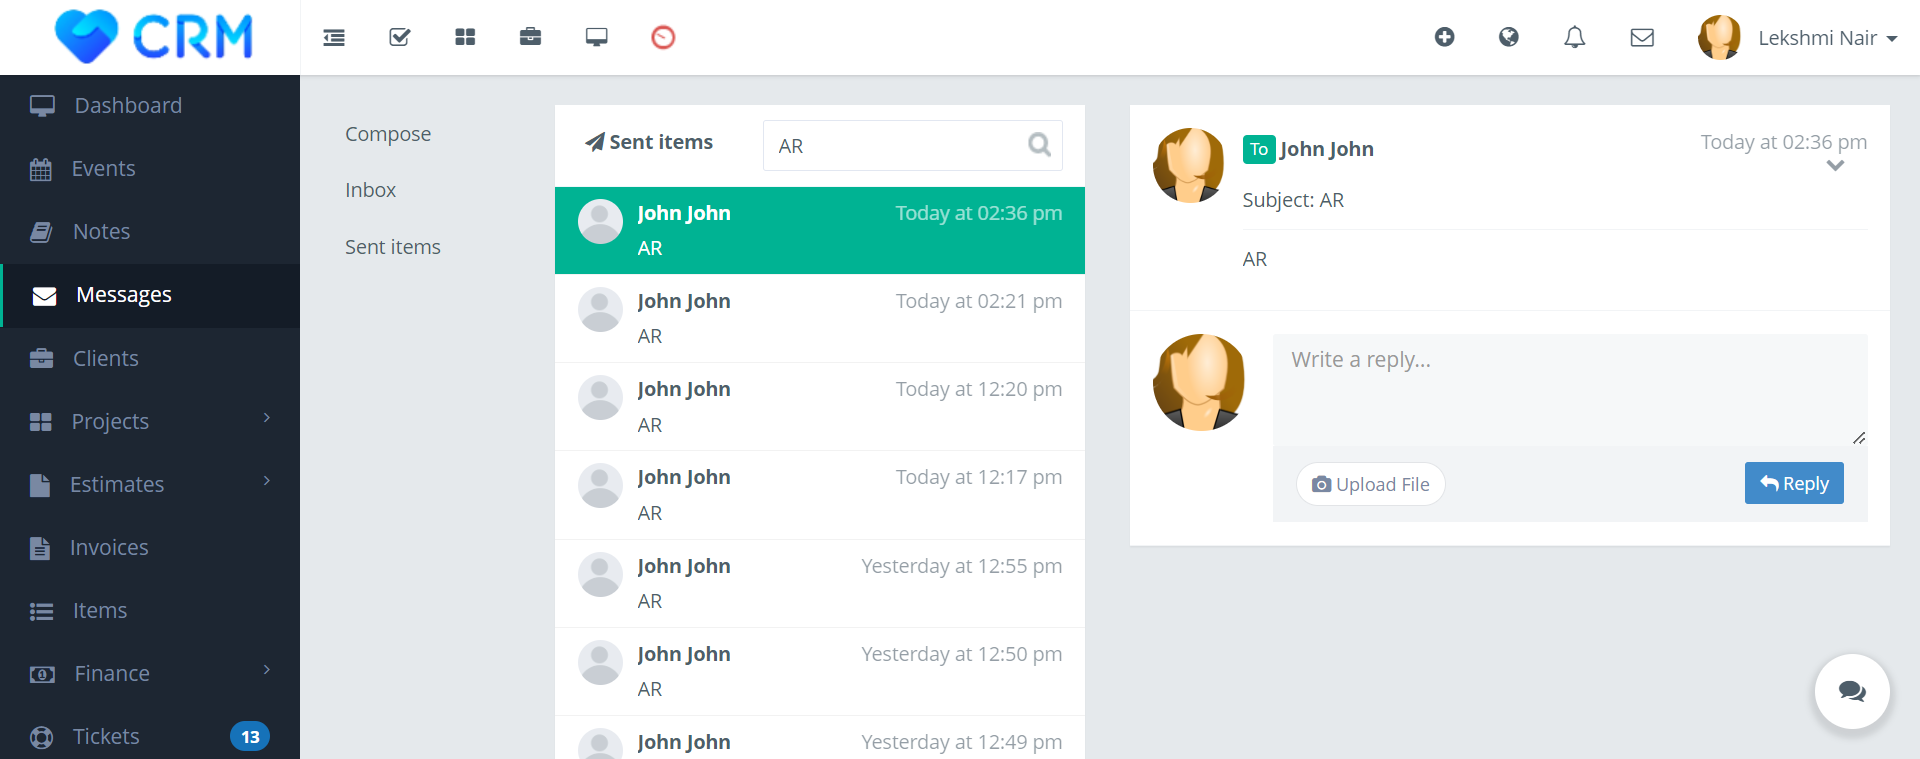 CRM
Lekshmi Nair
Dashboard
Events
Notes
Messages
Clients
Projects
Estimates
Invoices
Items
Finance
Tickets 13
Compose
Inbox
Sent items
Sent items AR
John John Today at 02:36 pm
AR
John John Today at 02:21 pm
AR
John John Today at 12:20 pm
AR
John John Today at 12:17 pm
AR
John John Yesterday at 12:55 pm
AR
John John Yesterday at 12:50 pm
AR
John John Yesterday at 12:49 pm
To John John Today at 02:36 pm
Subject: AR
AR
Write a reply...
Upload File Reply